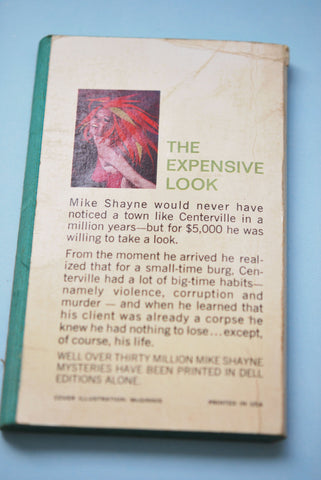 THE
EXPENSIVE
LOOK
Mike Shayne would never have
noticed a town like Centerville in a
million years—but for $5,000 he was
willing to take a look.
From the moment he arrived he real-
ized that for a small-time burg, Cen-
terville had a lot of big-time habits—
namely violence, corruption and
murder — and when he learned that
his client was already a corpse he
knew he had nothing to lose...except,
of course, his life.
WELL OVER THIRTY MILLION MIKE SHAYNE
MYSTERIES HAVE BEEN PRINTED IN DELL
EDITIONS ALONE.
COVER ILLUSTRATION: McGINNIS
PRINTED IN USA